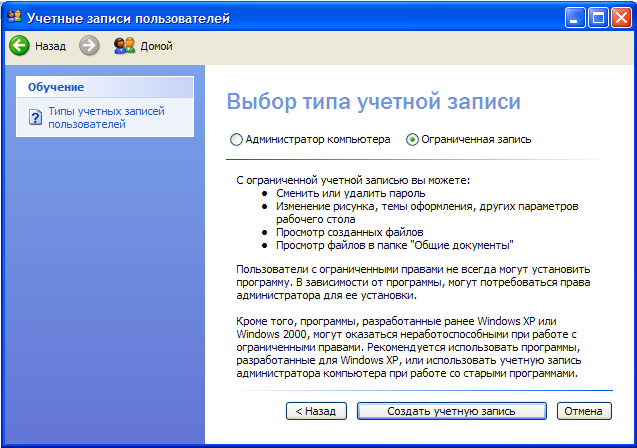 Учетные записи пользователей
Назад
Домой
Обучение
Типы учетных записей
пользователей
Выбор типа учетной записи
Администратор компьютера
Ограниченная запись
С ограниченной учетной записью вы можете:
● Сменить или удалить пароль
● Изменение рисунка, темы оформления, других параметров
рабочего стола
● Просмотр созданных файлов
● Просмотр файлов в папке "Общие документы"
Пользователи с ограниченными правами не всегда могут установить
программу. В зависимости от программы, могут потребоваться права
администратора для ее установки.
Кроме того, программы, разработанные ранее Windows XP или
Windows 2000, могут оказаться неработоспособными при работе с
ограниченными правами. Рекомендуется использовать программы,
разработанные для Windows XP, или использовать учетную запись
администратора компьютера при работе со старыми программами.
< Назад
Создать учетную запись
Отмена